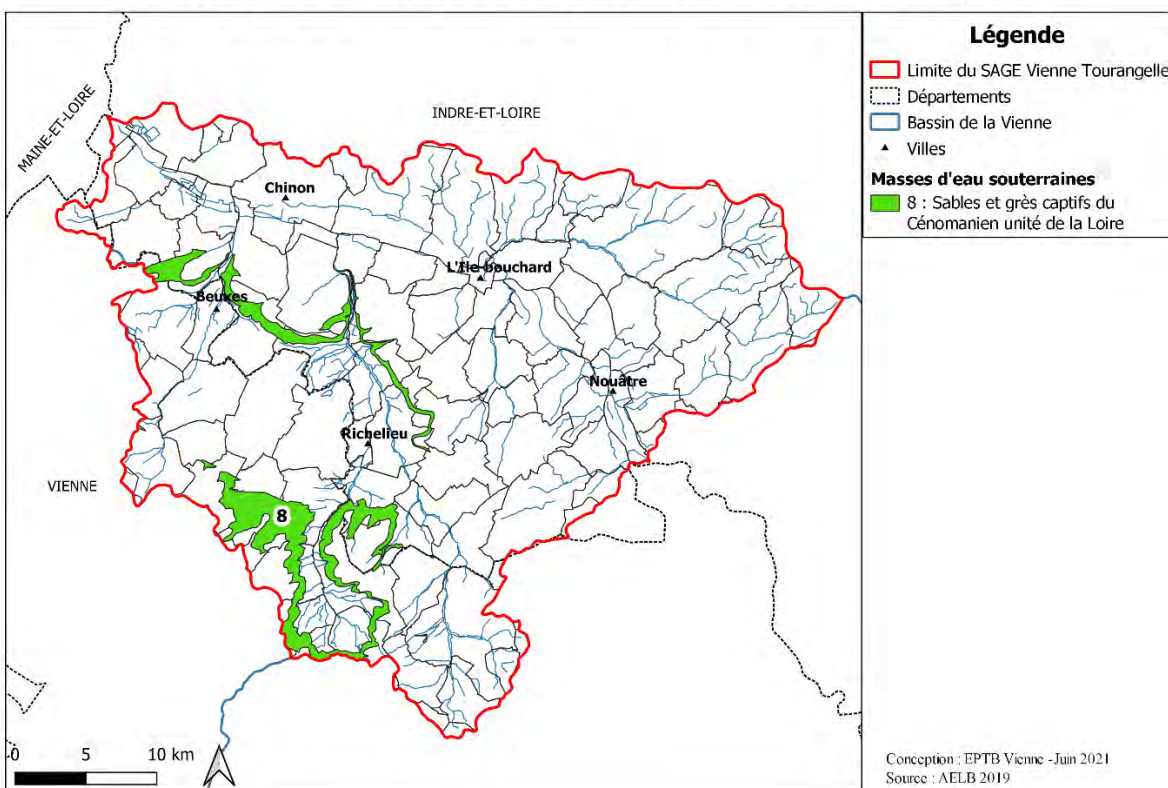 MAINE-ET-LOIRE
INDRE-ET-LOIRE
Chinon
L'Île-bouchard
Beuxes
Nouâtre
Richelieu
VIENNE
8
0 5 10 km
Légende
Limite du SAGE Vienne Tourangelle
Départements
Bassin de la Vienne
Villes
Masses d'eau souterraines
8 : Sables et grès captifs du
Cénomanien unité de la Loire
Conception : EPTB Vienne -Juin 2021
Source : AELB 2019